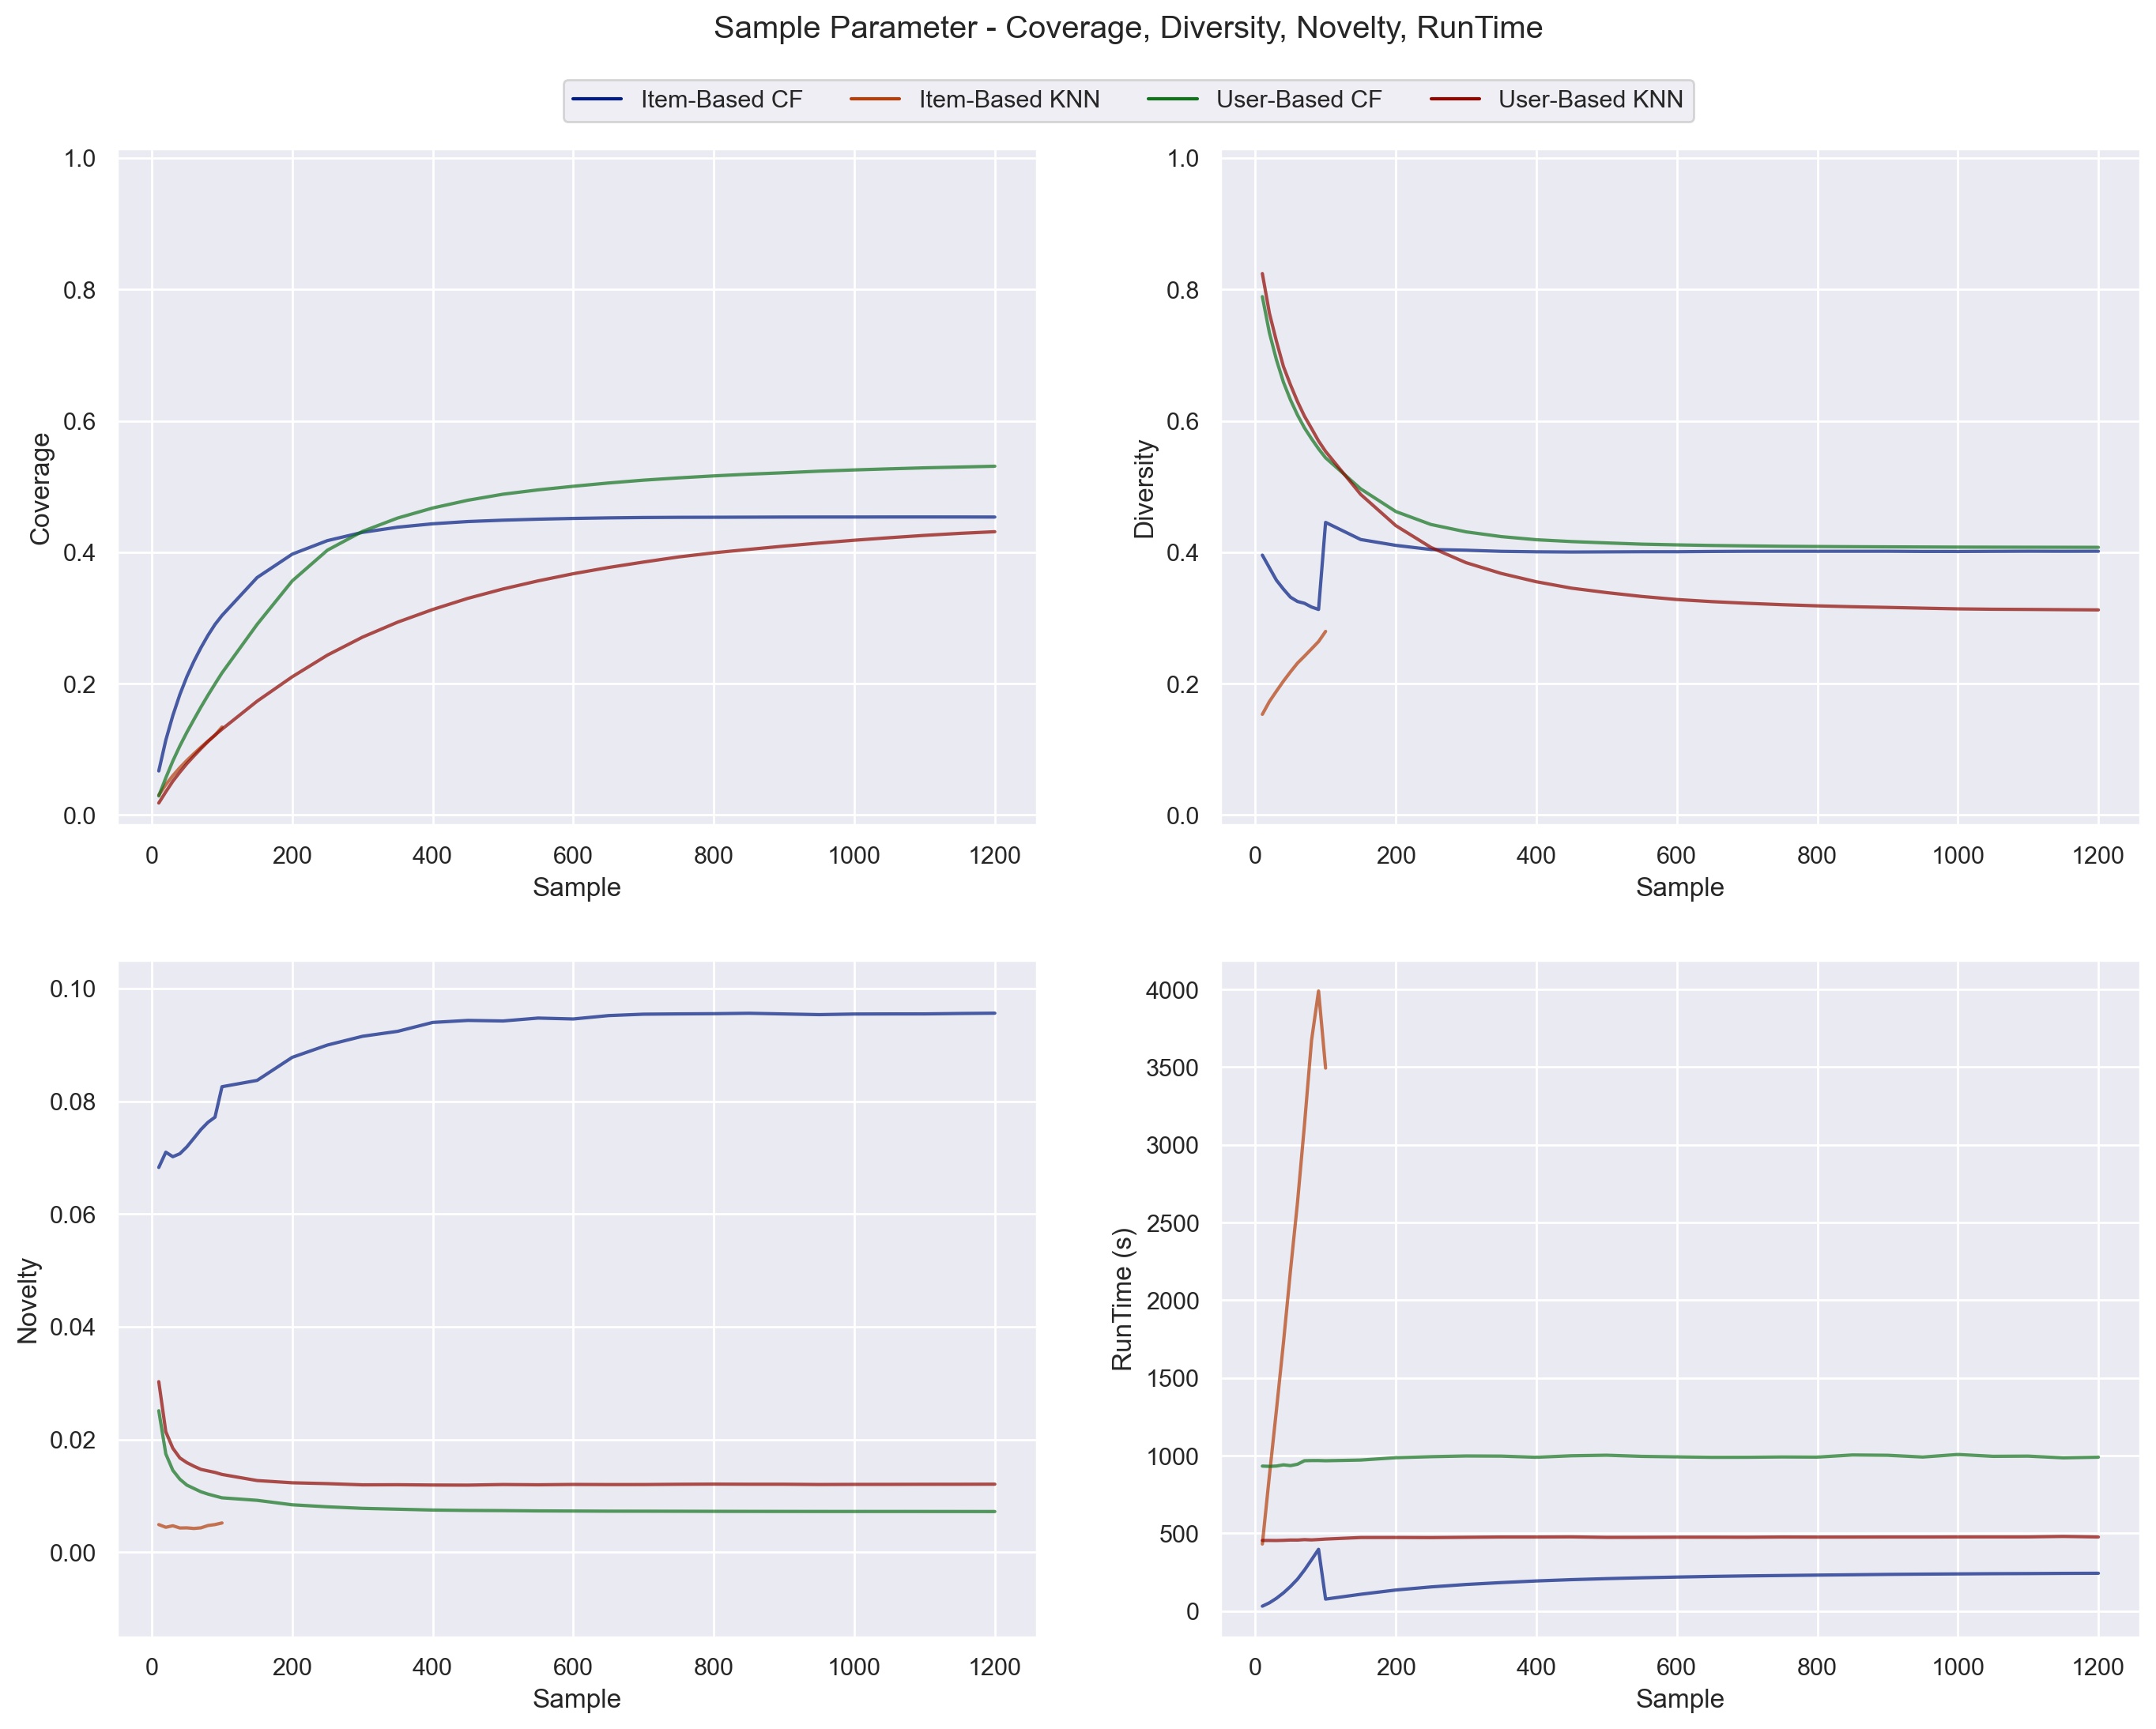 Sample Parameter - Coverage, Diversity, Novelty, RunTime
Item-Based CF Item-Based KNN User-Based CF User-Based KNN
1.0
0.8
0.6
0.4
0.2
0.0
Coverage
0 200 400 600 800 1000 1200
Sample
1.0
0.8
0.6
0.4
0.2
0.0
Diversity
0 200 400 600 800 1000 1200
Sample
0.10
0.08
0.06
0.04
0.02
0.00
Novelty
0 200 400 600 800 1000 1200
Sample
4000
3500
3000
2500
2000
1500
1000
500
0
RunTime (s)
0 200 400 600 800 1000 1200
Sample